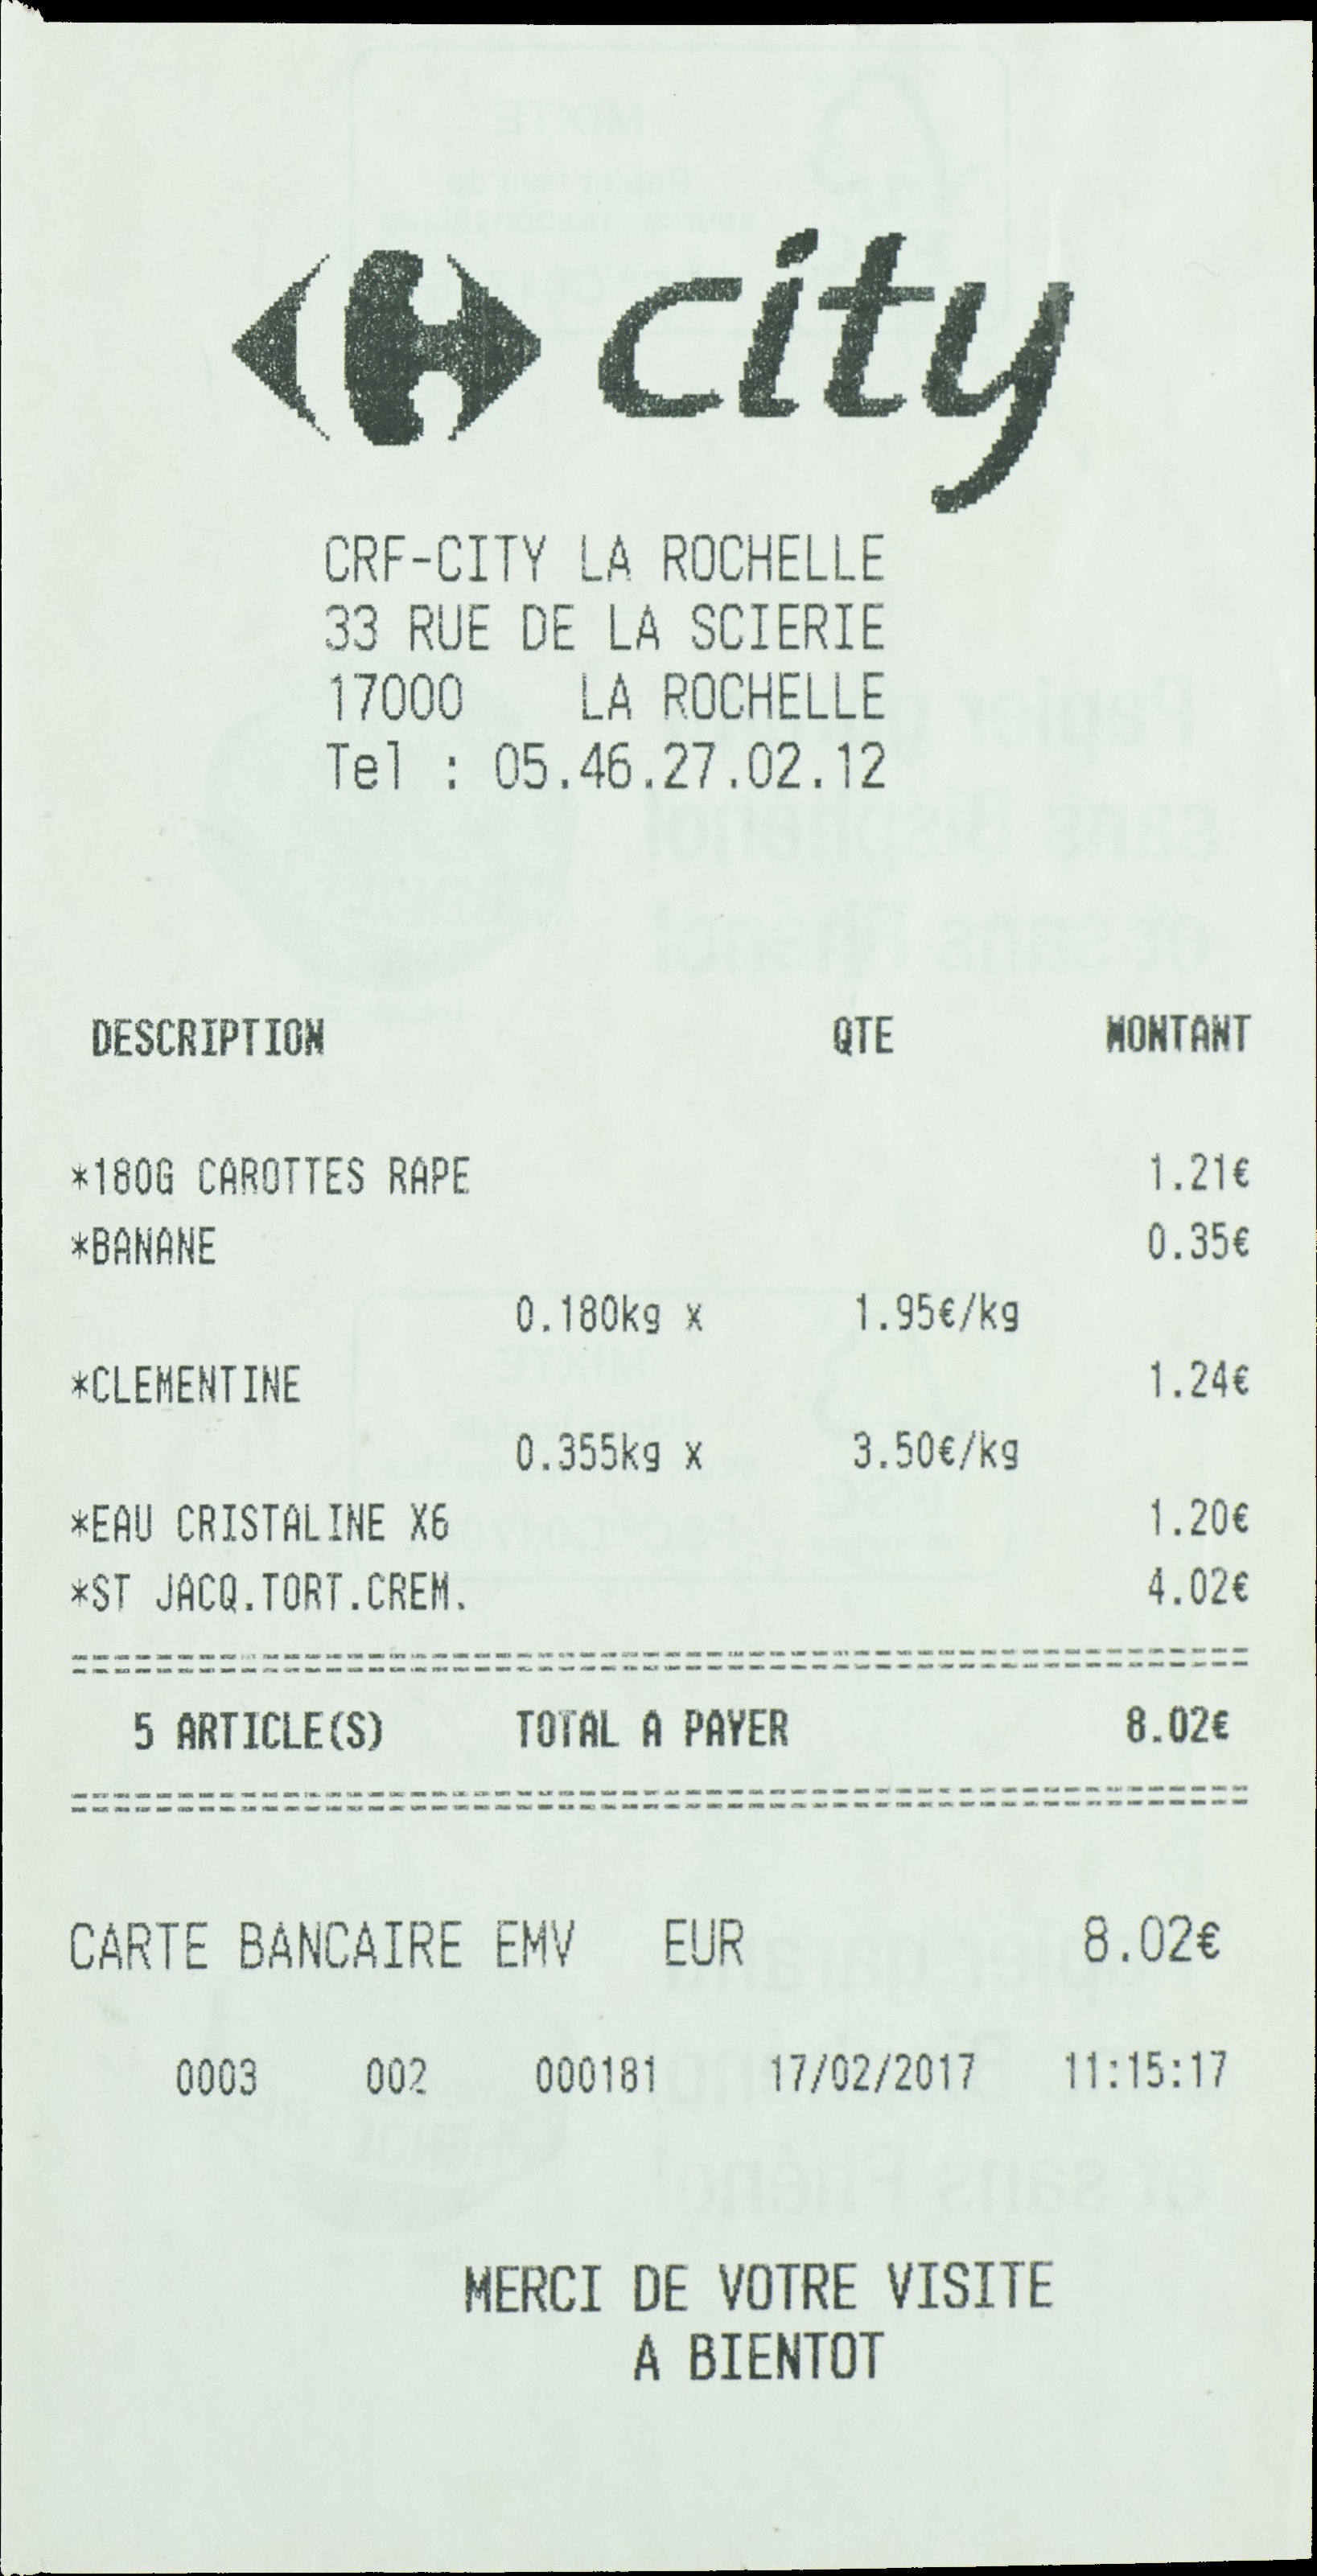 city
CRF-CITY LA ROCHELLE
33 RUE DE LA SCIERIE
17000 LA ROCHELLE
Tel : 05.46.27.02.12
DESCRIPTION QTE MONTANT
*180G CAROTTES RAPE 1.21€
*BANANE 0.35€
0.180kg x 1.95€/kg
*CLEMENTINE 1.24€
0.355kg x 3.50€/kg
*EAU CRISTALINE X6 1.20€
*ST JACQ.TORT.CREM. 4.02€
5 ARTICLE(S) TOTAL A PAYER 8.02€
CARTE BANCAIRE EMV EUR 8.02€
0003 002 000181 17/02/2017 11:15:17
MERCI DE VOTRE VISITE
A BIENTOT